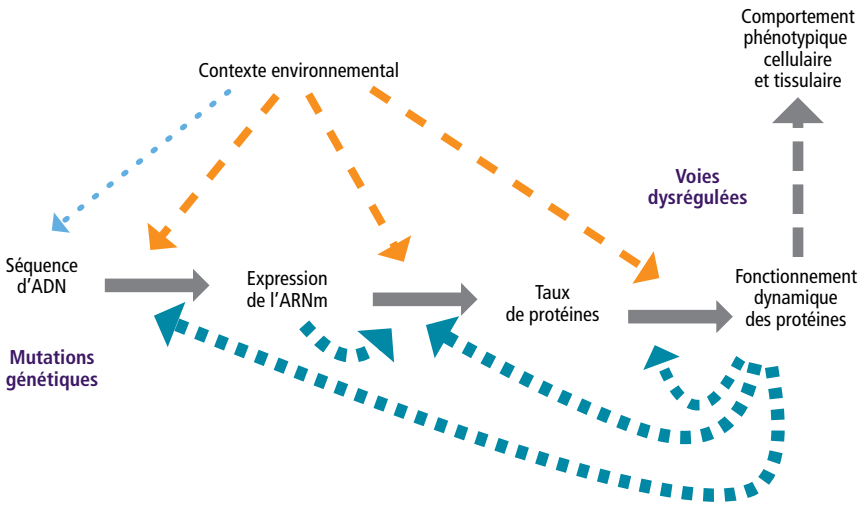 Comportement
phénotypique
cellulaire
et tissulaire
Contexte environnemental
Voies
dysrégulées
Séquence
d'ADN
Expression
de l'ARNm
Taux
de protéines
Fonctionnement
dynamique
des protéines
Mutations
génétiques